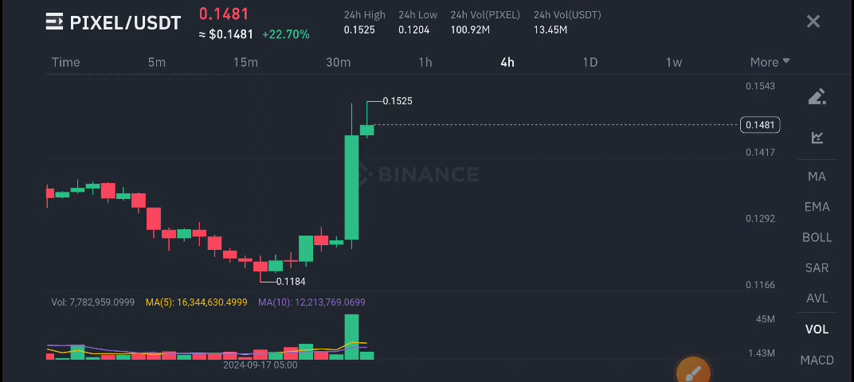 PIXEL/USDT
0.1481
≈ $0.1481 +22.70%
24h High 24h Low 24h Vol(PIXEL) 24h Vol(USDT)
0.1525 0.1204 100.92M 13.45M
Time 5m 15m 30m 1h 4h 1D 1w More
0.1543
0.1525
0.1481
0.1417
BINANCE
MA
EMA
0.1292
BOLL
SAR
0.1184
0.1166
AVL
Vol: 7,782,959.0999 MA(5): 16,344,630.4999 MA(10): 12,213,769.0699
45M
VOL
1.43M
MACD
2024-09-17 05:00